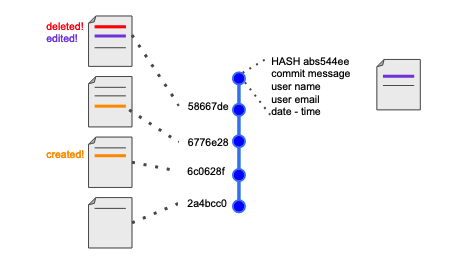 deleted!
edited!
HASH abs544ee
commit message
user name
user email
date - time
58667de
6776e28
created!
6c0628f
2a4bcc0